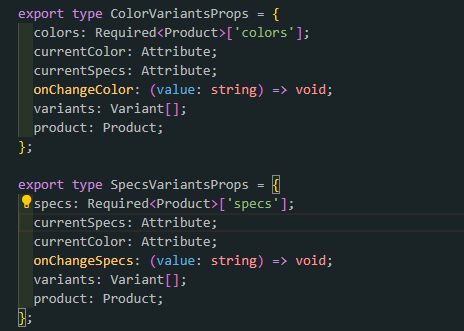 export type ColorVariantsProps = {
  colors: Required<Product>['colors'];
  currentColor: Attribute;
  currentSpecs: Attribute;
  onChangeColor: (value: string) => void;
  variants: Variant[];
  product: Product;
};

export type SpecsVariantsProps = {
  specs: Required<Product>['specs'];
  currentSpecs: Attribute;
  currentColor: Attribute;
  onChangeSpecs: (value: string) => void;
  variants: Variant[];
  product: Product;
};